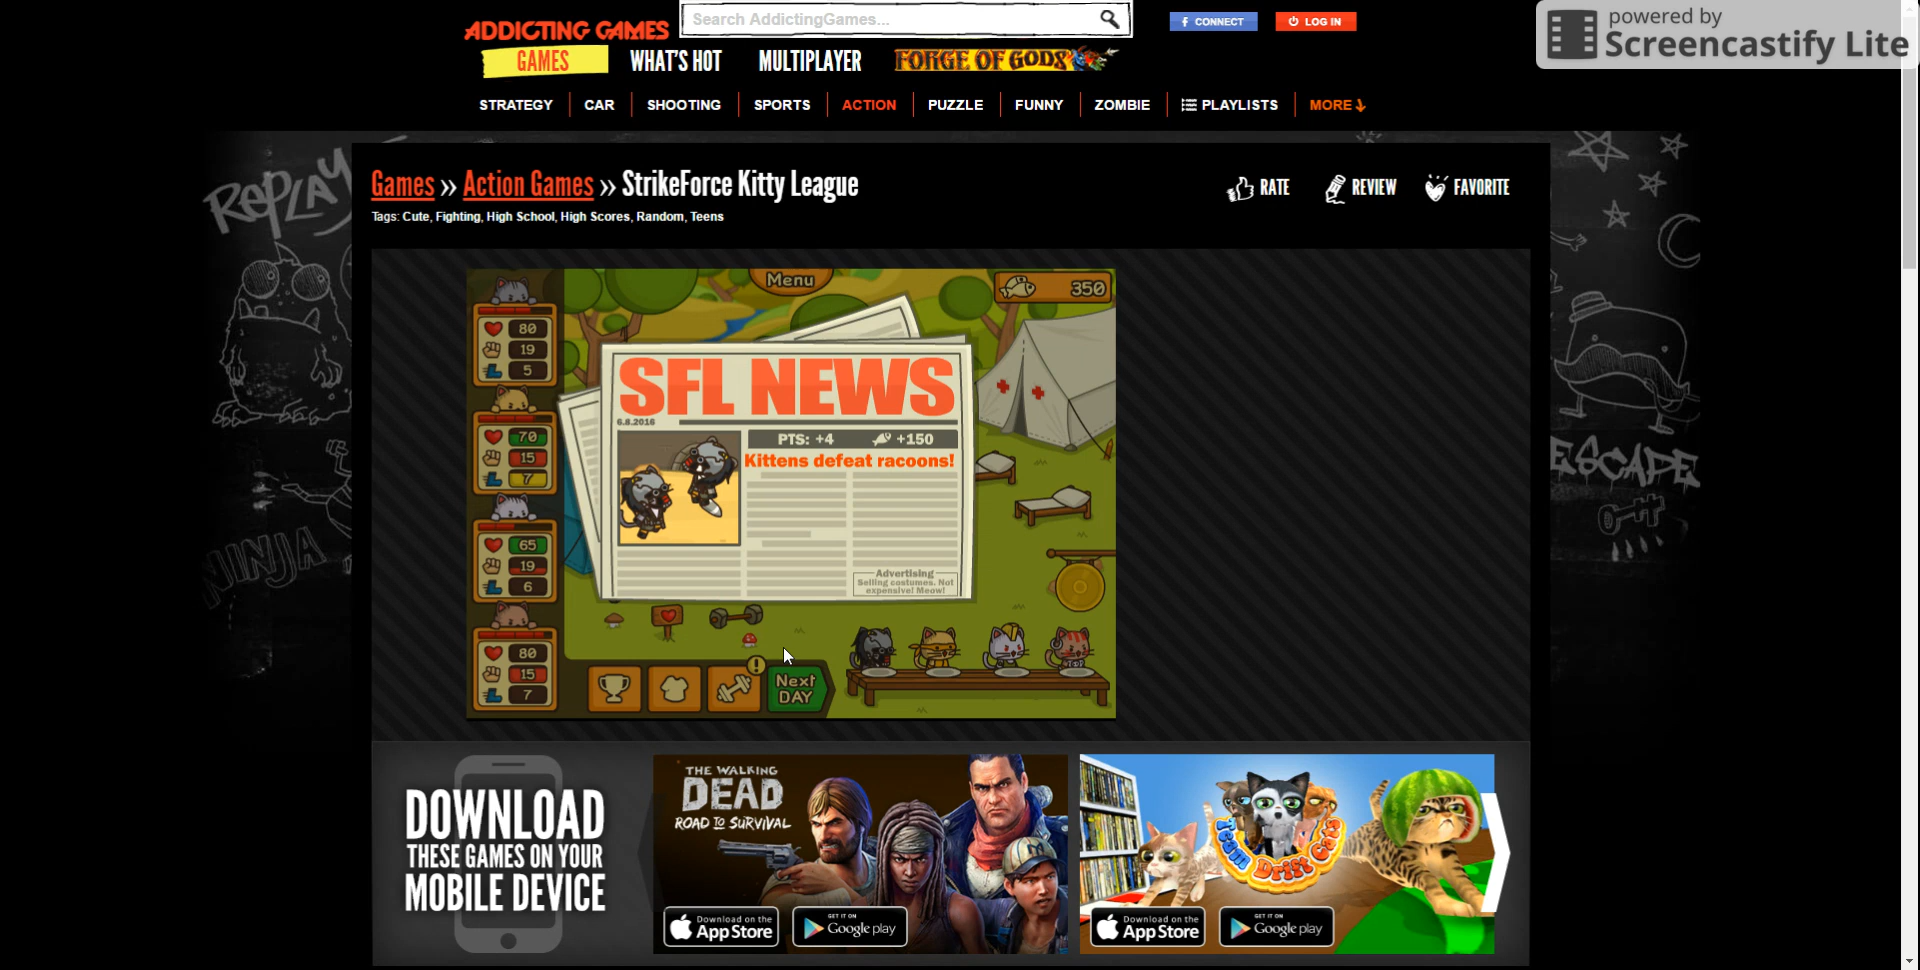 ADDICTING GAMES
Search AddictingGames...
f CONNECT
LOG IN
powered by
Screencastify Lite
GAMES
WHAT'S HOT
MULTIPLAYER
FORGE OF GODS
STRATEGY
CAR
SHOOTING
SPORTS
ACTION
PUZZLE
FUNNY
ZOMBIE
PLAYLISTS
MORE
REPLAY
Games » Action Games » StrikeForce Kitty League
RATE
REVIEW
FAVORITE
Tags: Cute, Fighting, High School, High Scores, Random, Teens
Menu
350
80
19
5
70
15
7
65
19
6
80
15
7
SFL NEWS
6.8.2016
PTS: +4
+150
Kittens defeat racoons!
Advertising
Selling costumes. Not
expensive! Meow!
Next
DAY
ESCAPE
NINJA
DOWNLOAD
THESE GAMES ON YOUR
MOBILE DEVICE
THE WALKING
DEAD
ROAD TO SURVIVAL
Download on the
App Store
GET IT ON
Google play
Team Drift Cats
Download on the
App Store
GET IT ON
Google play